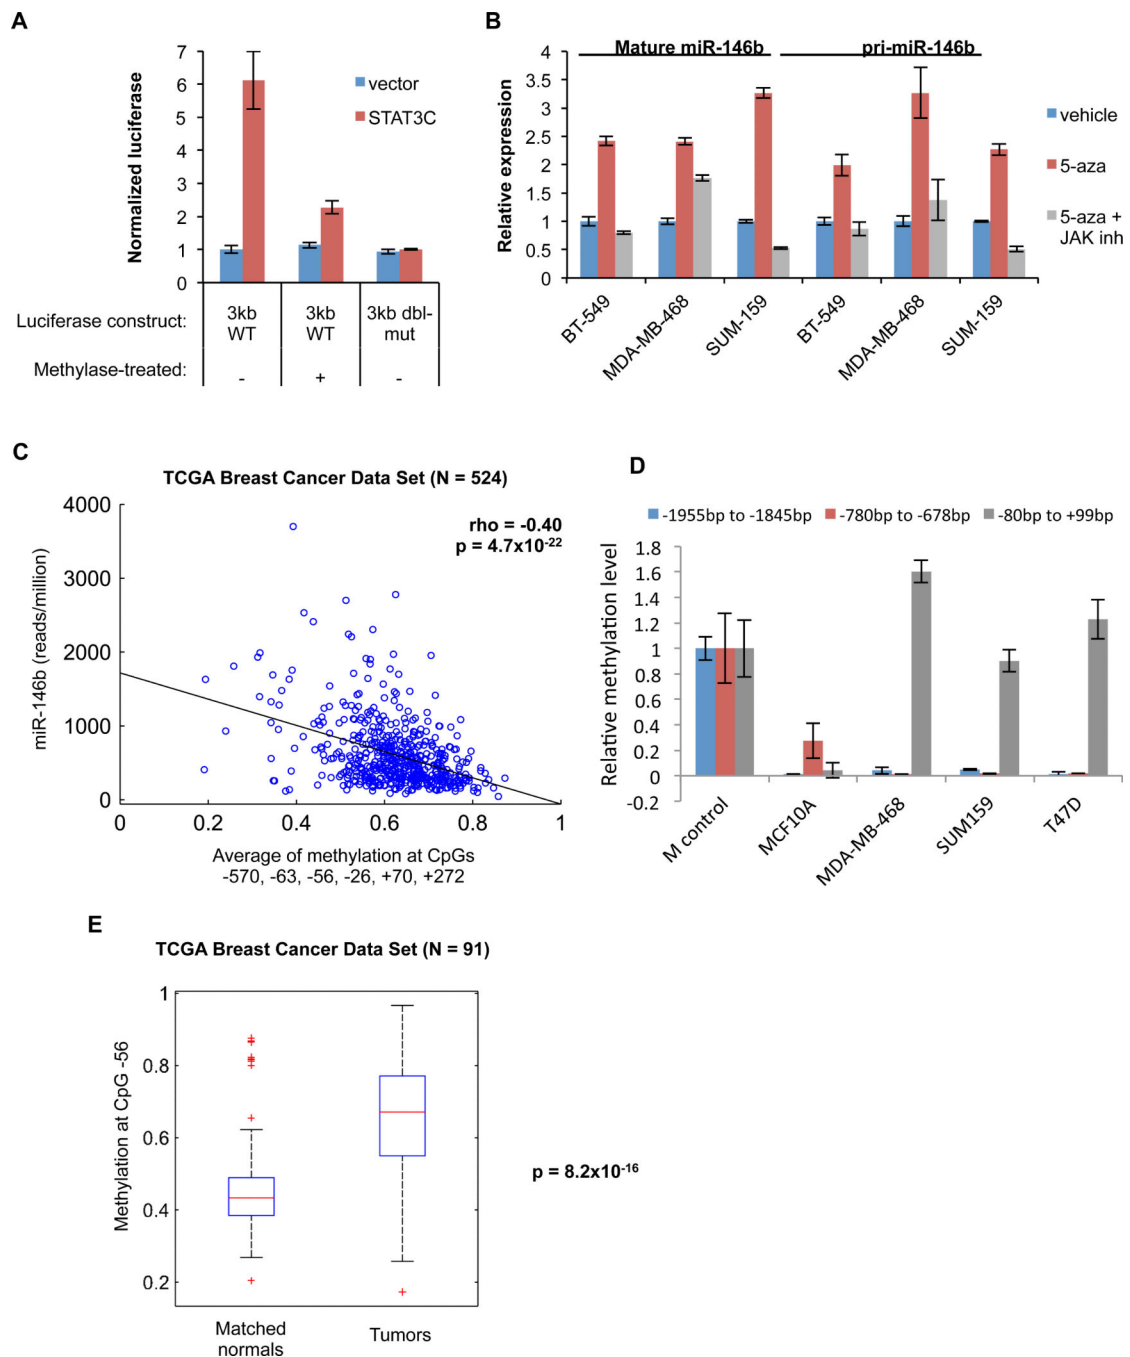 A
7
6
5
4
3
2
1
0
Normalized luciferase
vector
STAT3C
Luciferase construct:
3kb WT
3kb WT
3kb dbl-mut
Methylase-treated:
-
+
-
B
Mature miR-146b
pri-miR-146b
4
3.5
3
2.5
2
1.5
1
0.5
0
Relative expression
BT-549
MDA-MB-468
SUM-159
BT-549
MDA-MB-468
SUM-159
vehicle
5-aza
5-aza +
JAK inh
C
TCGA Breast Cancer Data Set (N = 524)
rho = -0.40
p = 4.7x10-22
4000
3000
2000
1000
0
miR-146b (reads/million)
0
0.2
0.4
0.6
0.8
1
Average of methylation at CpGs
-570, -63, -56, -26, +70, +272
D
-1955bp to -1845bp
-780bp to -678bp
-80bp to +99bp
1.8
1.6
1.4
1.2
1
0.8
0.6
0.4
0.2
0
-0.2
Relative methylation level
M control
MCF10A
MDA-MB-468
SUM159
T47D
E
TCGA Breast Cancer Data Set (N = 91)
1
0.8
0.6
0.4
0.2
Methylation at CpG -56
Matched
normals
Tumors
p = 8.2x10-16